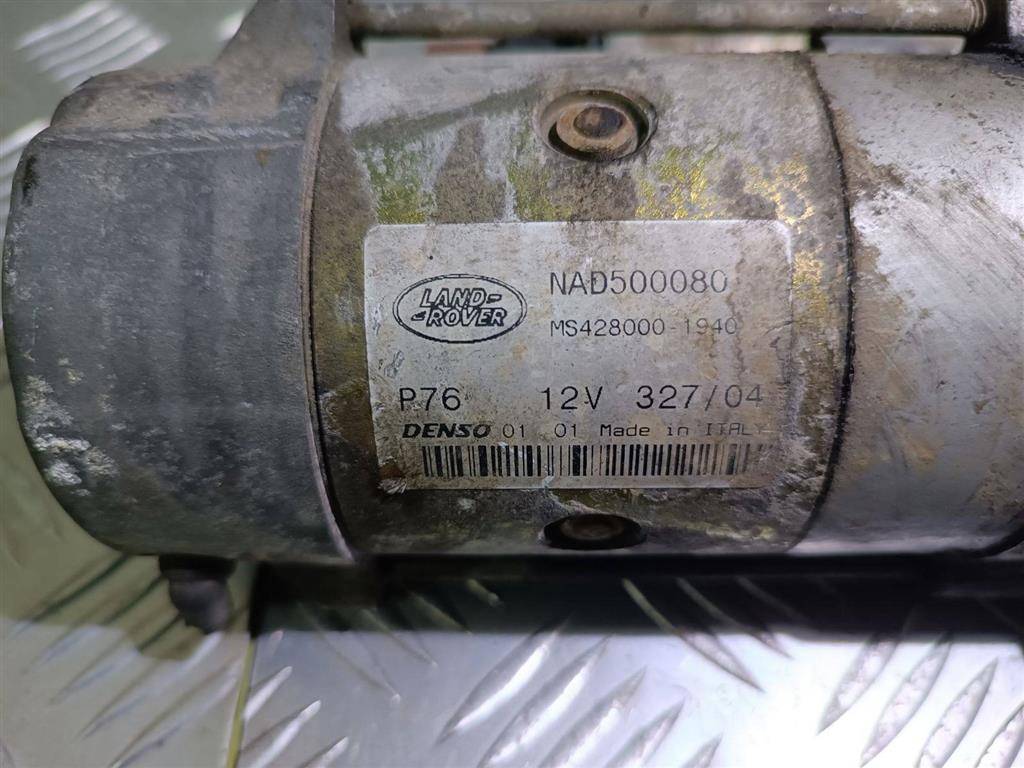 LAND-
-ROVER
NAD500080
MS428000-1940
P76 12V 327/04
DENSO 01 01 Made in ITALY